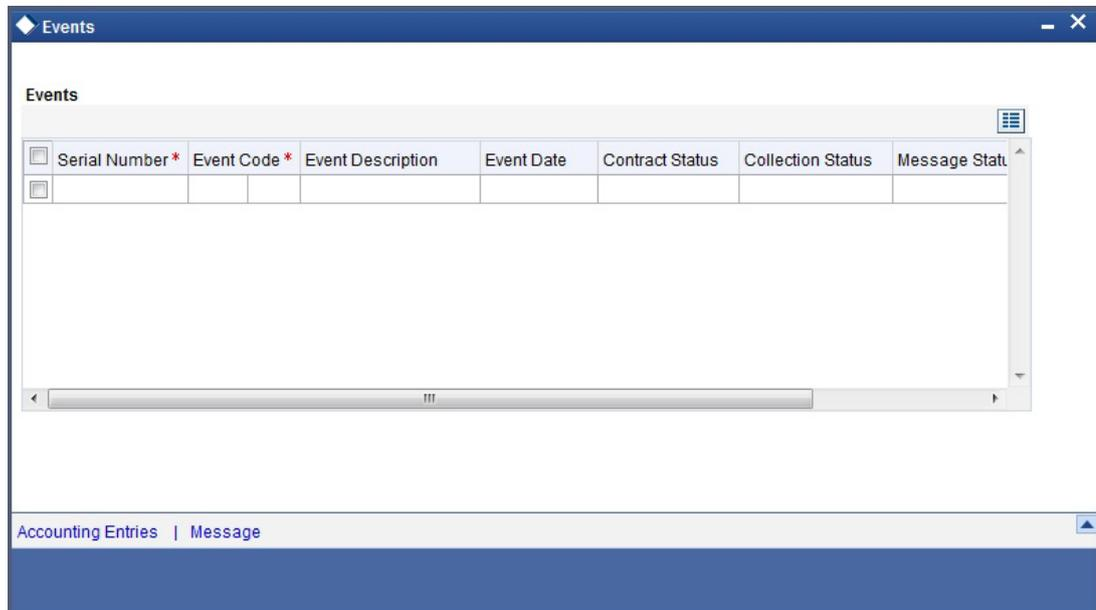 Events
Events
Serial Number * Event Code * Event Description Event Date Contract Status Collection Status Message Statu
Accounting Entries | Message